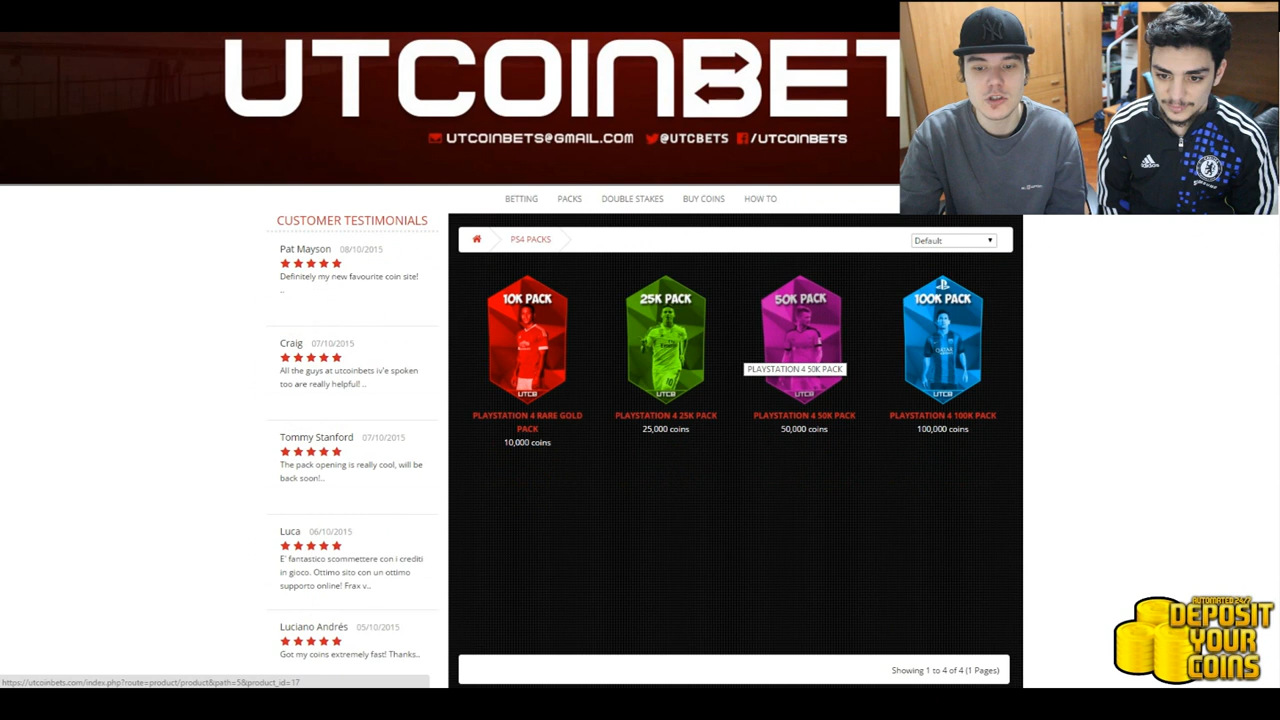 UTCOINBET
UTCOINBETS@GMAIL.COM @UTCBETS /UTCOINBETS
BETTING PACKS DOUBLE STAKES BUY COINS HOW TO
CUSTOMER TESTIMONIALS
Pat Mayson 08/10/2015
Definitely my new favourite coin site!
..
Craig 07/10/2015
All the guys at utcoinbets iv'e spoken
too are really helpful! ..
Tommy Stanford 07/10/2015
The pack opening is really cool, will be
back soon!..
Luca 06/10/2015
E' fantastico scommettere con i crediti
in gioco. Ottimo sito con un ottimo
supporto online! Frax v..
Luciano Andrés 05/10/2015
Got my coins extremely fast! Thanks..
PS4 PACKS
Default
10K PACK
UTCB
PLAYSTATION 4 RARE GOLD
PACK
10,000 coins
25K PACK
UTCB
PLAYSTATION 4 25K PACK
25,000 coins
50K PACK
PLAYSTATION 4 50K PACK
UTCB
PLAYSTATION 4 50K PACK
50,000 coins
100K PACK
UTCB
PLAYSTATION 4 100K PACK
100,000 coins
Showing 1 to 4 of 4 (1 Pages)
https://utcoinbets.com/index.php?route=product/product&path=5&product_id=17
AUTOMATED 24/7
DEPOSIT
YOUR
COINS
adidas